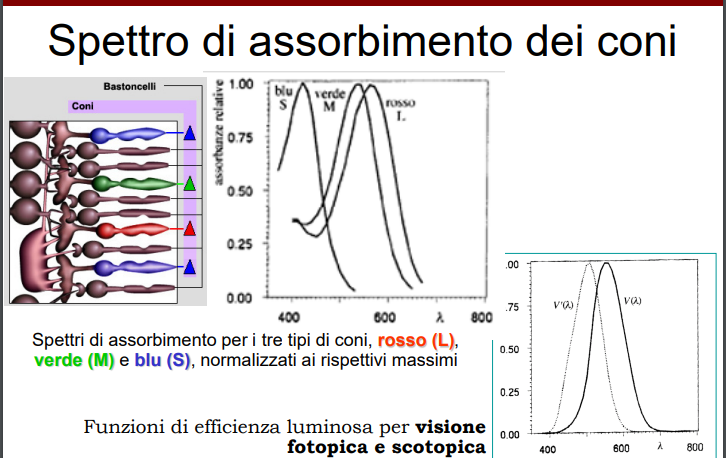 Spettro di assorbimento dei coni
Bastoncelli
Coni
assorbanze relative
1.00
0.75
0.50
0.25
0.00
blu
S
verde
M
rosso
L
400
600
λ
800
Spettri di assorbimento per i tre tipi di coni, rosso (L),
verde (M) e blu (S), normalizzati ai rispettivi massimi
.00
.75
0.50
0.25
0.00
V'(λ)
V(λ)
400
600
λ
800
Funzioni di efficienza luminosa per visione
fotopica e scotopica